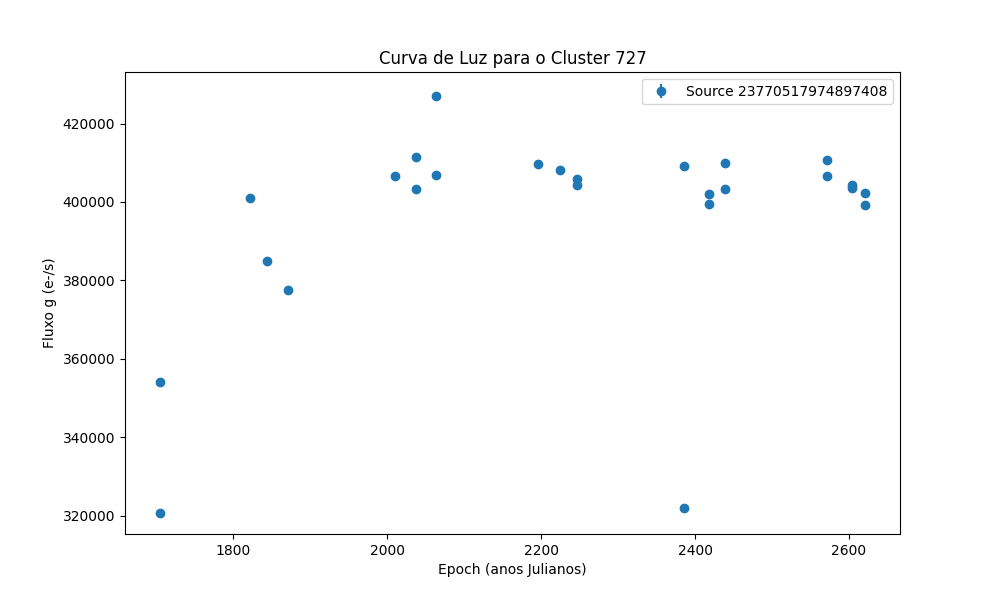 Curva de Luz para o Cluster 727
Source 23770517974897408
Fluxo g (e-/s)
420000
400000
380000
360000
340000
320000
1800
2000
2200
2400
2600
Epoch (anos Julianos)